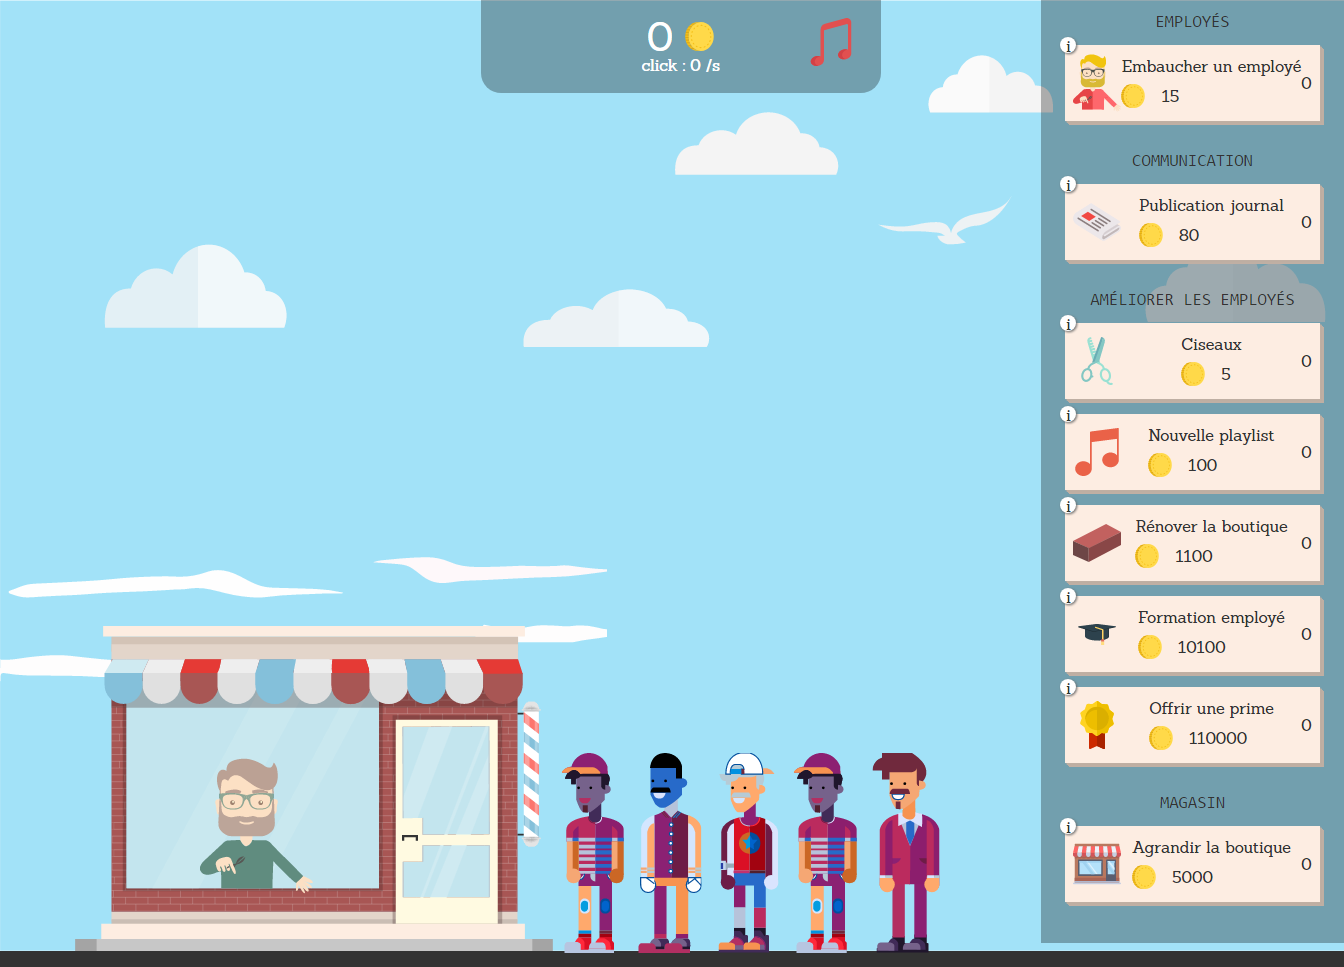 0
click : 0 /s
EMPLOYÉS
i
Embaucher un employé
15
0
COMMUNICATION
i
Publication journal
80
0
AMÉLIORER LES EMPLOYÉS
i
Ciseaux
5
0
i
Nouvelle playlist
100
0
i
Rénover la boutique
1100
0
i
Formation employé
10100
0
i
Offrir une prime
110000
0
MAGASIN
i
Agrandir la boutique
5000
0